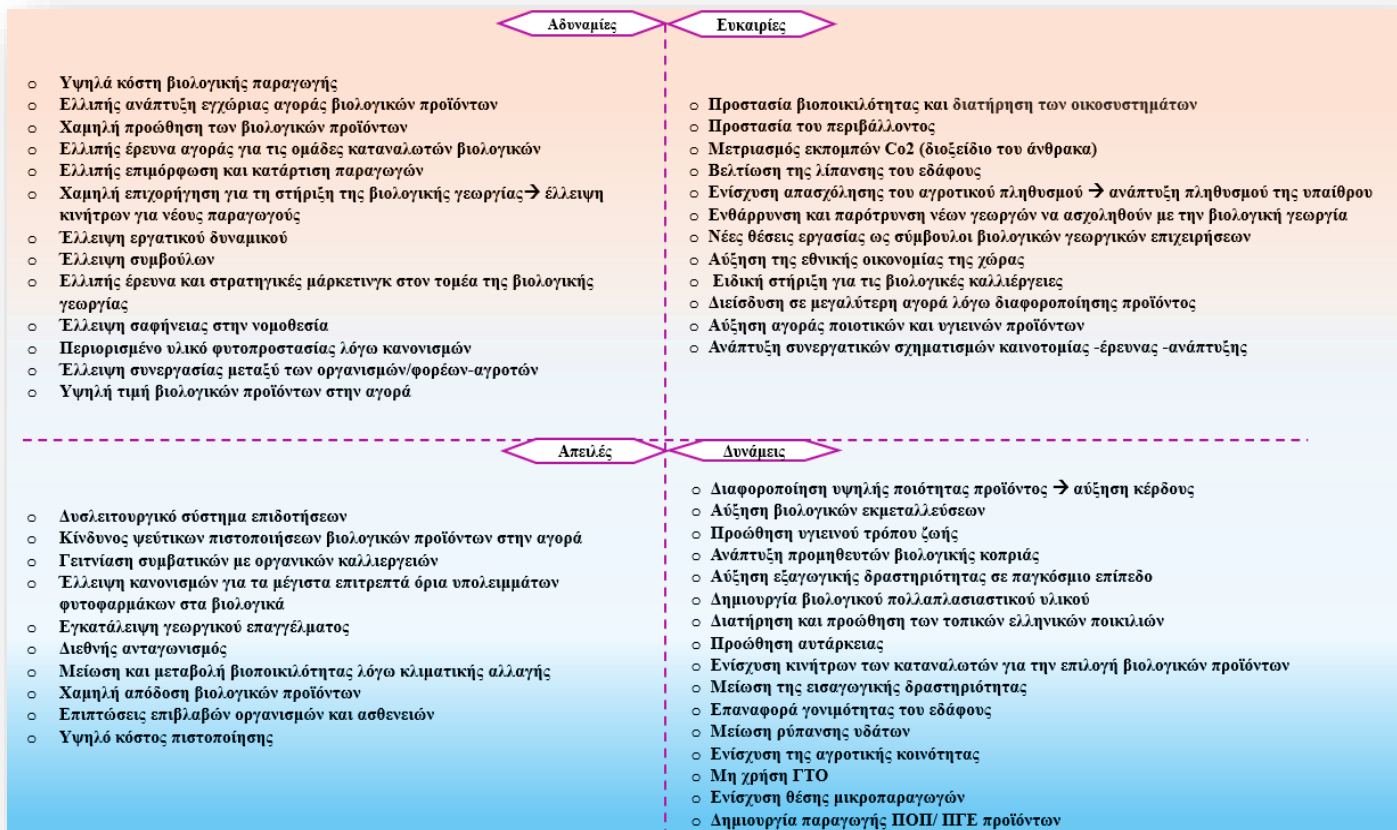 Αδυναμίες
o Υψηλά κόστη βιολογικής παραγωγής
o Ελλιπής ανάπτυξη εγχώριας αγοράς βιολογικών προϊόντων
o Χαμηλή προώθηση των βιολογικών προϊόντων
o Ελλιπής έρευνα αγοράς για τις ομάδες καταναλωτών βιολογικών
o Ελλιπής επιμόρφωση και κατάρτιση παραγωγών
o Χαμηλή επιχορήγηση για τη στήριξη της βιολογικής γεωργίας→ έλλειψη
κινήτρων για νέους παραγωγούς
o Έλλειψη εργατικού δυναμικού
o Έλλειψη συμβούλων
o Ελλιπής έρευνα και στρατηγικές μάρκετινγκ στον τομέα της βιολογικής
γεωργίας
o Έλλειψη σαφήνειας στην νομοθεσία
o Περιορισμένο υλικό φυτοπροστασίας λόγω κανονισμών
o Έλλειψη συνεργασίας μεταξύ των οργανισμών/φορέων-αγροτών
o Υψηλή τιμή βιολογικών προϊόντων στην αγορά
Ευκαιρίες
o Προστασία βιοποικιλότητας και διατήρηση των οικοσυστημάτων
o Προστασία του περιβάλλοντος
o Μετριασμός εκπομπών Co2 (διοξείδιο του άνθρακα)
o Βελτίωση της λίπανσης του εδάφους
o Ενίσχυση απασχόλησης του αγροτικού πληθυσμού → ανάπτυξη πληθυσμού της υπαίθρου
o Ενθάρρυνση και παρότρυνση νέων γεωργών να ασχοληθούν με την βιολογική γεωργία
o Νέες θέσεις εργασίας ως σύμβουλοι βιολογικών γεωργικών επιχειρήσεων
o Αύξηση της εθνικής οικονομίας της χώρας
o Ειδική στήριξη για τις βιολογικές καλλιέργειες
o Διείσδυση σε μεγαλύτερη αγορά λόγω διαφοροποίησης προϊόντος
o Αύξηση αγοράς ποιοτικών και υγιεινών προϊόντων
o Ανάπτυξη συνεργατικών σχηματισμών καινοτομίας -έρευνας -ανάπτυξης
Απειλές
o Δυσλειτουργικό σύστημα επιδοτήσεων
o Κίνδυνος ψεύτικων πιστοποιήσεων βιολογικών προϊόντων στην αγορά
o Γειτνίαση συμβατικών με οργανικών καλλιεργειών
o Έλλειψη κανονισμών για τα μέγιστα επιτρεπτά όρια υπολειμμάτων
φυτοφαρμάκων στα βιολογικά
o Εγκατάλειψη γεωργικού επαγγέλματος
o Διεθνής ανταγωνισμός
o Μείωση και μεταβολή βιοποικιλότητας λόγω κλιματικής αλλαγής
o Χαμηλή απόδοση βιολογικών προϊόντων
o Επιπτώσεις επιβλαβών οργανισμών και ασθενειών
o Υψηλό κόστος πιστοποίησης
Δυνάμεις
o Διαφοροποίηση υψηλής ποιότητας προϊόντος → αύξηση κέρδους
o Αύξηση βιολογικών εκμεταλλεύσεων
o Προώθηση υγιεινού τρόπου ζωής
o Ανάπτυξη προμηθευτών βιολογικής κοπριάς
o Αύξηση εξαγωγικής δραστηριότητας σε παγκόσμιο επίπεδο
o Δημιουργία βιολογικού πολλαπλασιαστικού υλικού
o Διατήρηση και προώθηση των τοπικών ελληνικών ποικιλιών
o Προώθηση αυτάρκειας
o Ενίσχυση κινήτρων των καταναλωτών για την επιλογή βιολογικών προϊόντων
o Μείωση της εισαγωγικής δραστηριότητας
o Επαναφορά γονιμότητας του εδάφους
o Μείωση ρύπανσης υδάτων
o Ενίσχυση της αγροτικής κοινότητας
o Μη χρήση ΓΤΟ
o Ενίσχυση θέσης μικροπαραγωγών
o Δημιουργία παραγωγής ΠΟΠ/ ΠΓΕ προϊόντων